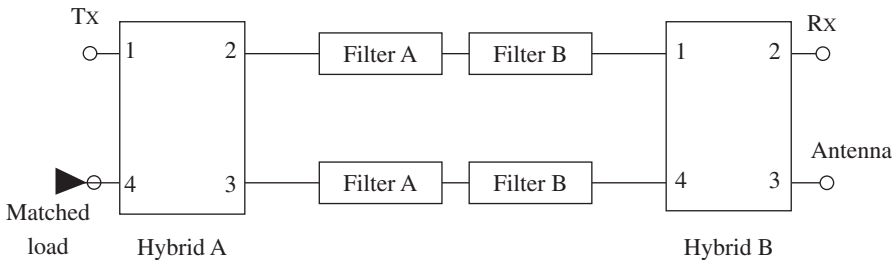 Tx
Rx
1 2 Filter A Filter B 1 2
Antenna
4 3 Filter A Filter B 4 3
Matched
load
Hybrid A Hybrid B